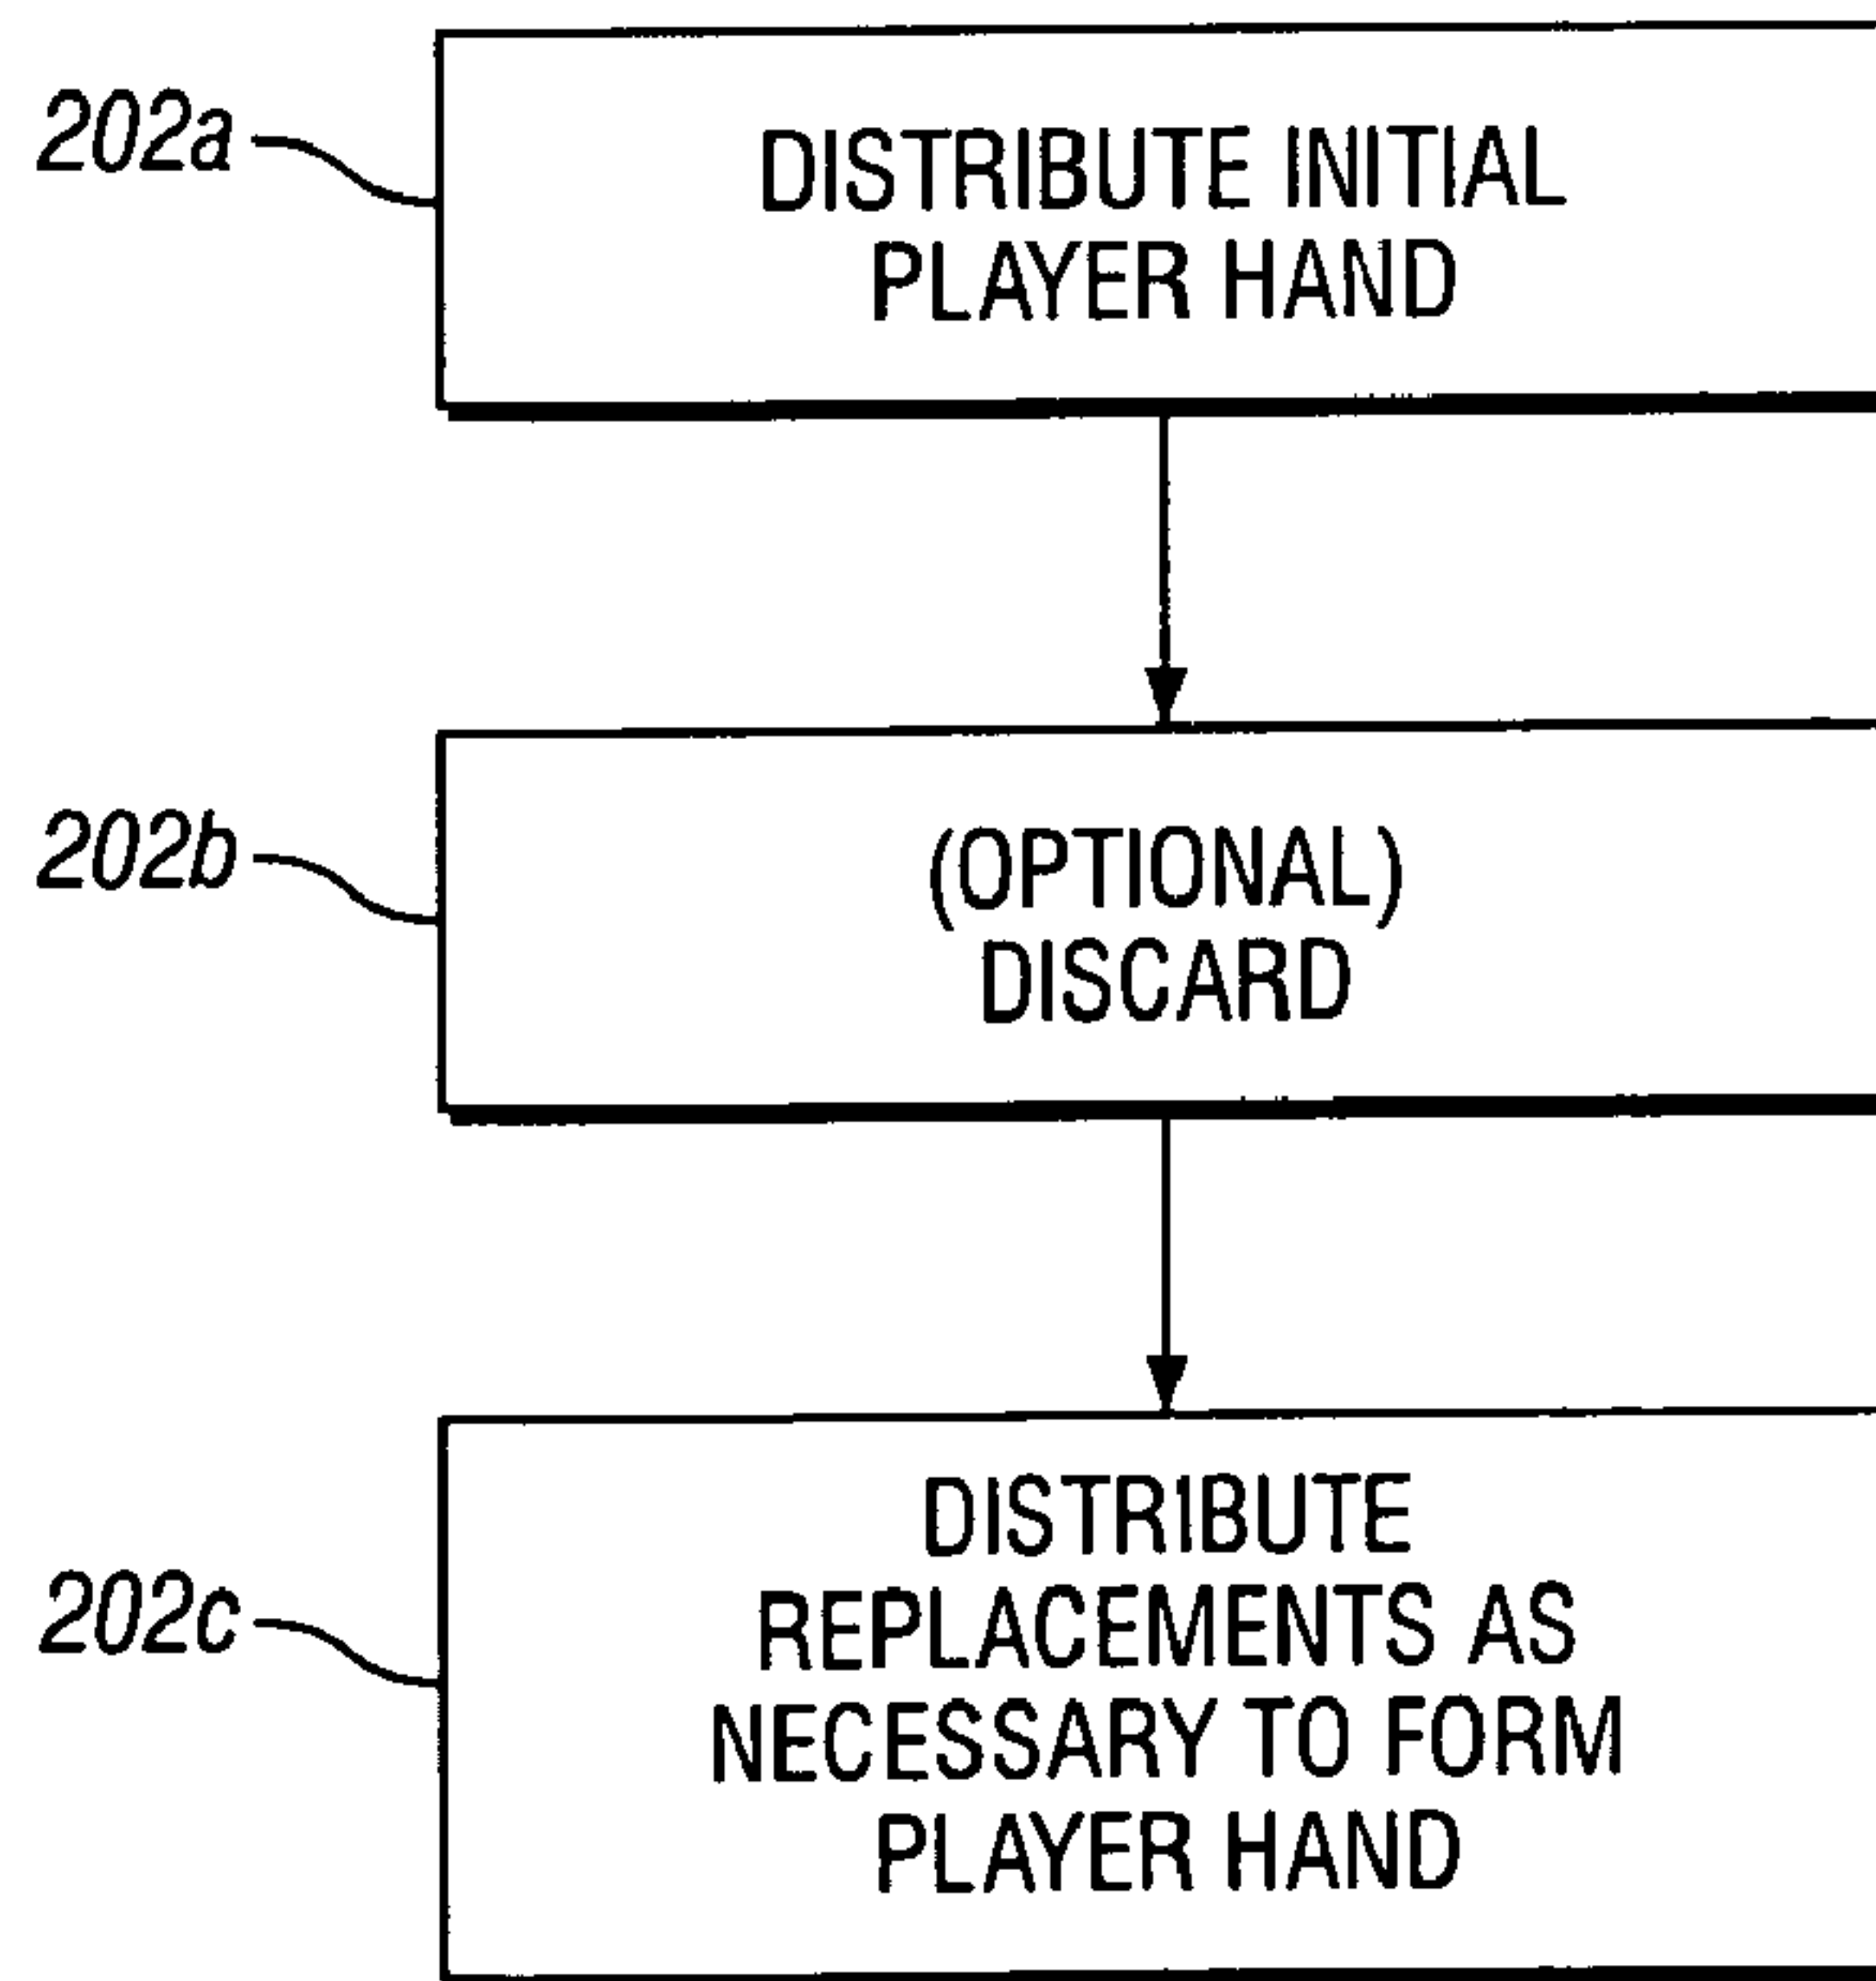 202a
DISTRIBUTE INITIAL
PLAYER HAND
202b
(OPTIONAL)
DISCARD
202c
DISTRIBUTE
REPLACEMENTS AS
NECESSARY TO FORM
PLAYER HAND